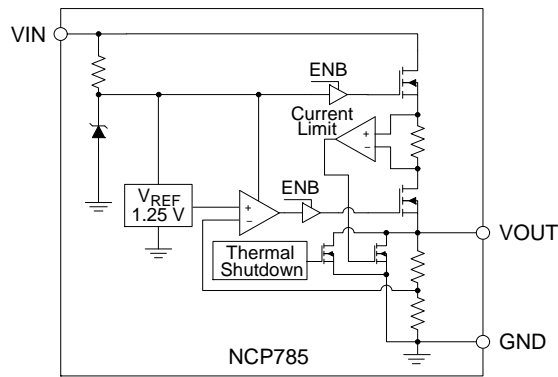 VIN
ENB
Current
Limit
+
−
ENB
VREF
1.25 V
+
−
VOUT
Thermal
Shutdown
GND
NCP785